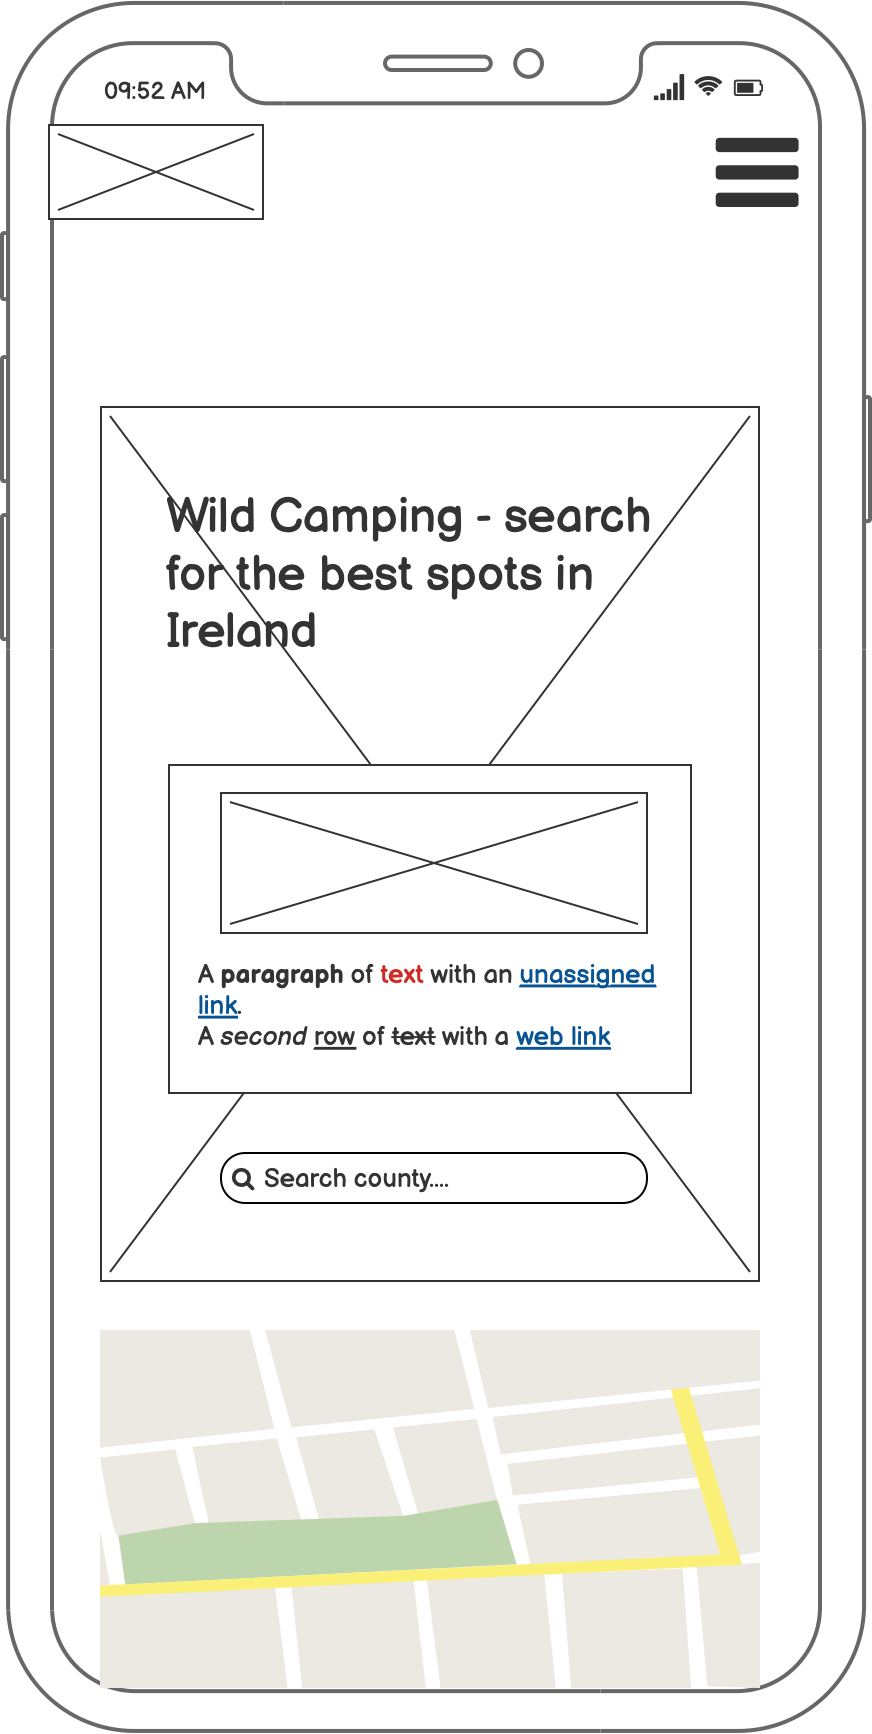 09:52 AM
Wild Camping - search
for the best spots in
Ireland
A paragraph of text with an unassigned
link.
A second row of text with a web link
Search county....